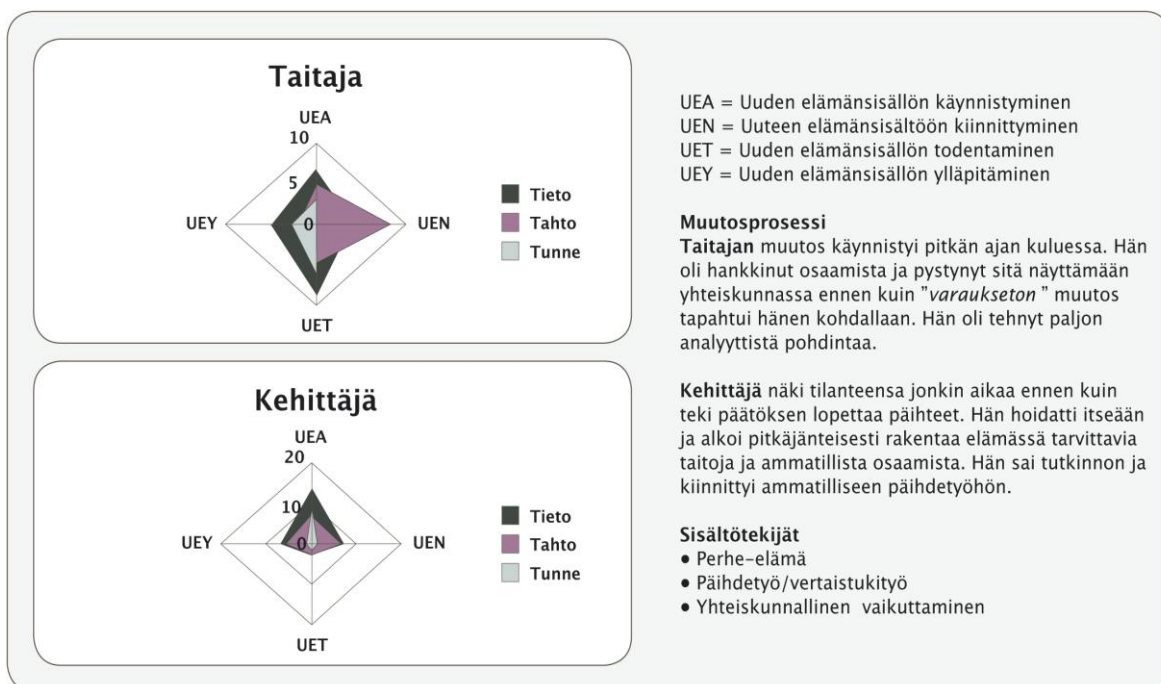 Taitaja
UEA
10
5
0
UEY
UEN
UET
Tieto
Tahto
Tunne
Kehittäjä
UEA
20
10
0
UEY
UEN
UET
Tieto
Tahto
Tunne
UEA = Uuden elämänsisällön käynnistyminen
UEN = Uuteen elämänsisältöön kiinnittyminen
UET = Uuden elämänsisällön todentaminen
UEY = Uuden elämänsisällön ylläpitäminen
Muutosprosessi
Taitajan muutos käynnistyi pitkän ajan kuluessa. Hän
oli hankkinut osaamista ja pystynyt sitä näyttämään
yhteiskunnassa ennen kuin ”varaukseton ” muutos
tapahtui hänen kohdallaan. Hän oli tehnyt paljon
analyyttistä pohdintaa.
Kehittäjä näki tilanteensa jonkin aikaa ennen kuin
teki päätöksen lopettaa päihteet. Hän hoidatti itseään
ja alkoi pitkäjänteisesti rakentaa elämässä tarvittavia
taitoja ja ammatillista osaamista. Hän sai tutkinnon ja
kiinnittyi ammatilliseen päihdetyöhön.
Sisältötekijät
● Perhe-elämä
● Päihdetyö/vertaistukityö
● Yhteiskunnallinen vaikuttaminen